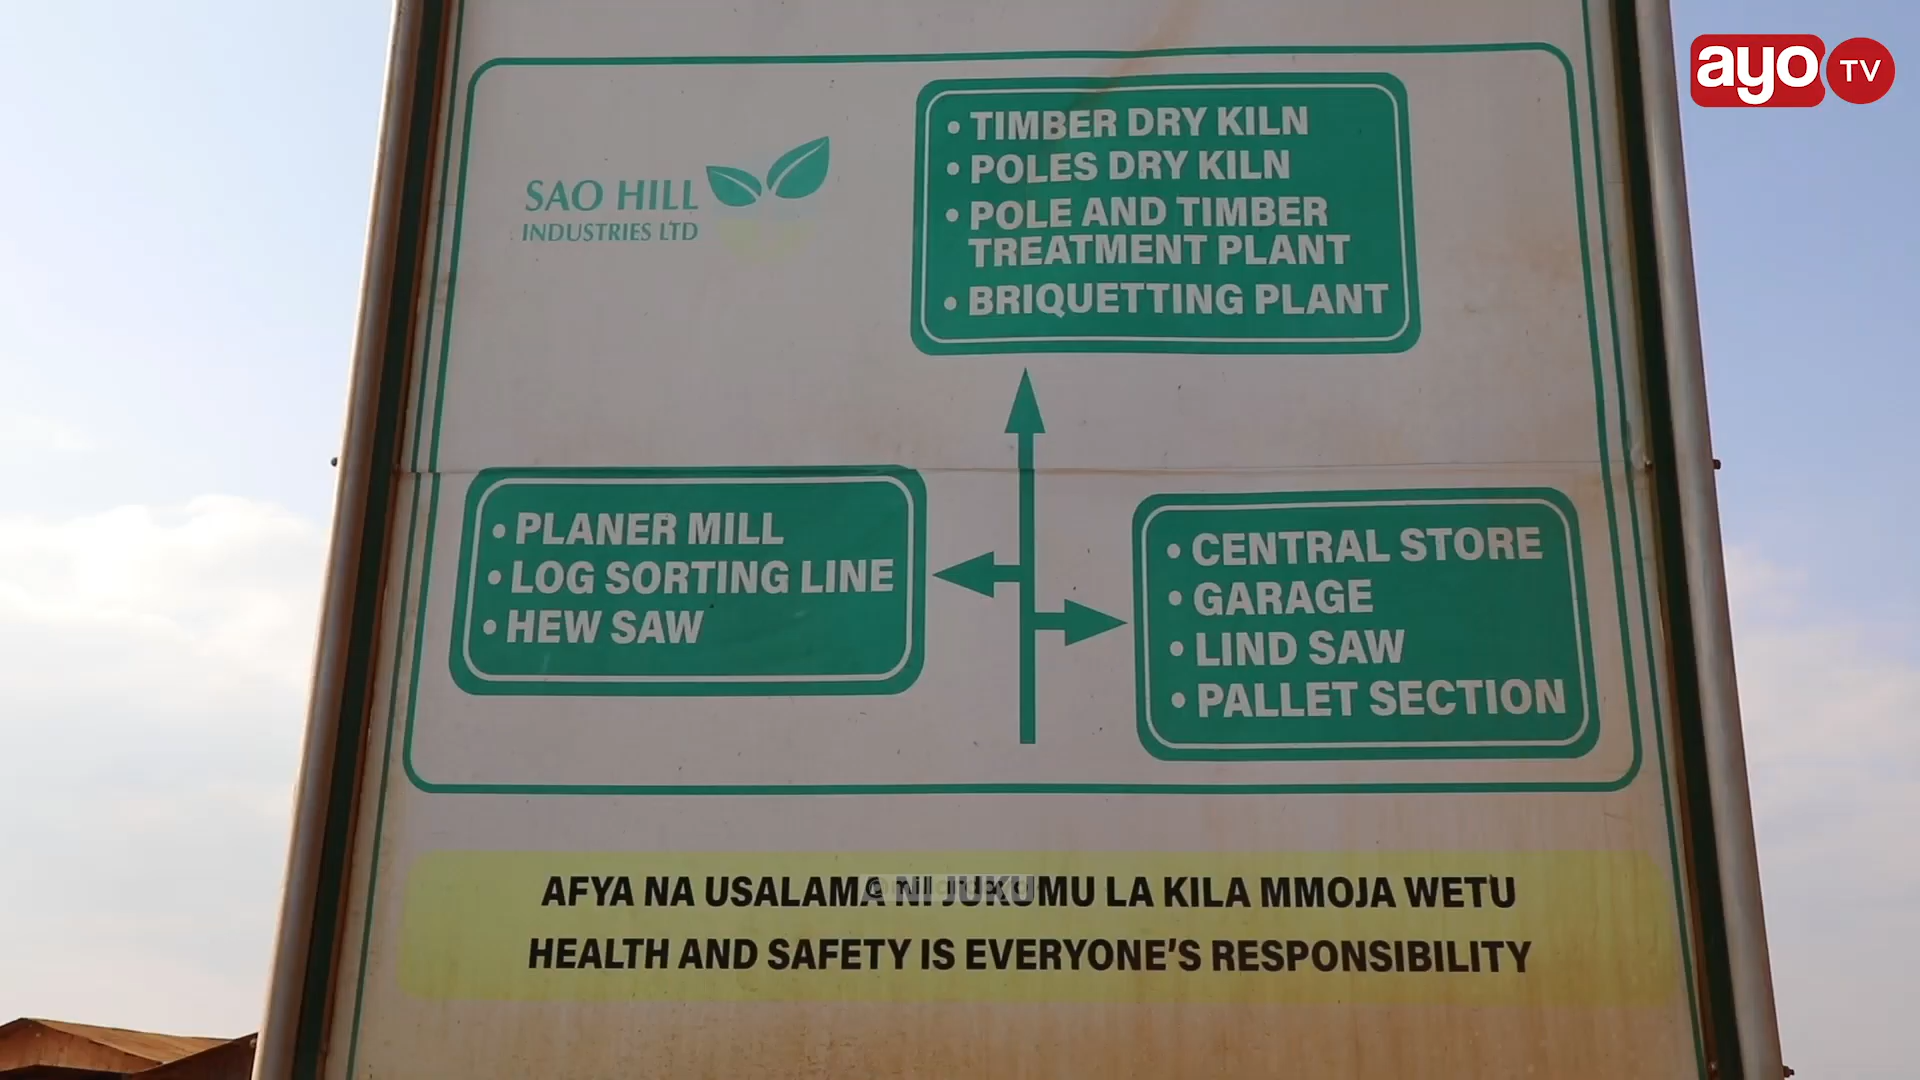 ayo TV
SAO HILL
INDUSTRIES LTD
• TIMBER DRY KILN
• POLES DRY KILN
• POLE AND TIMBER
TREATMENT PLANT
• BRIQUETTING PLANT
• PLANER MILL
• LOG SORTING LINE
• HEW SAW
• CENTRAL STORE
• GARAGE
• LIND SAW
• PALLET SECTION
AFYA NA USALAMA NI JUKUMU LA KILA MMOJA WETU
@millardayo
HEALTH AND SAFETY IS EVERYONE'S RESPONSIBILITY